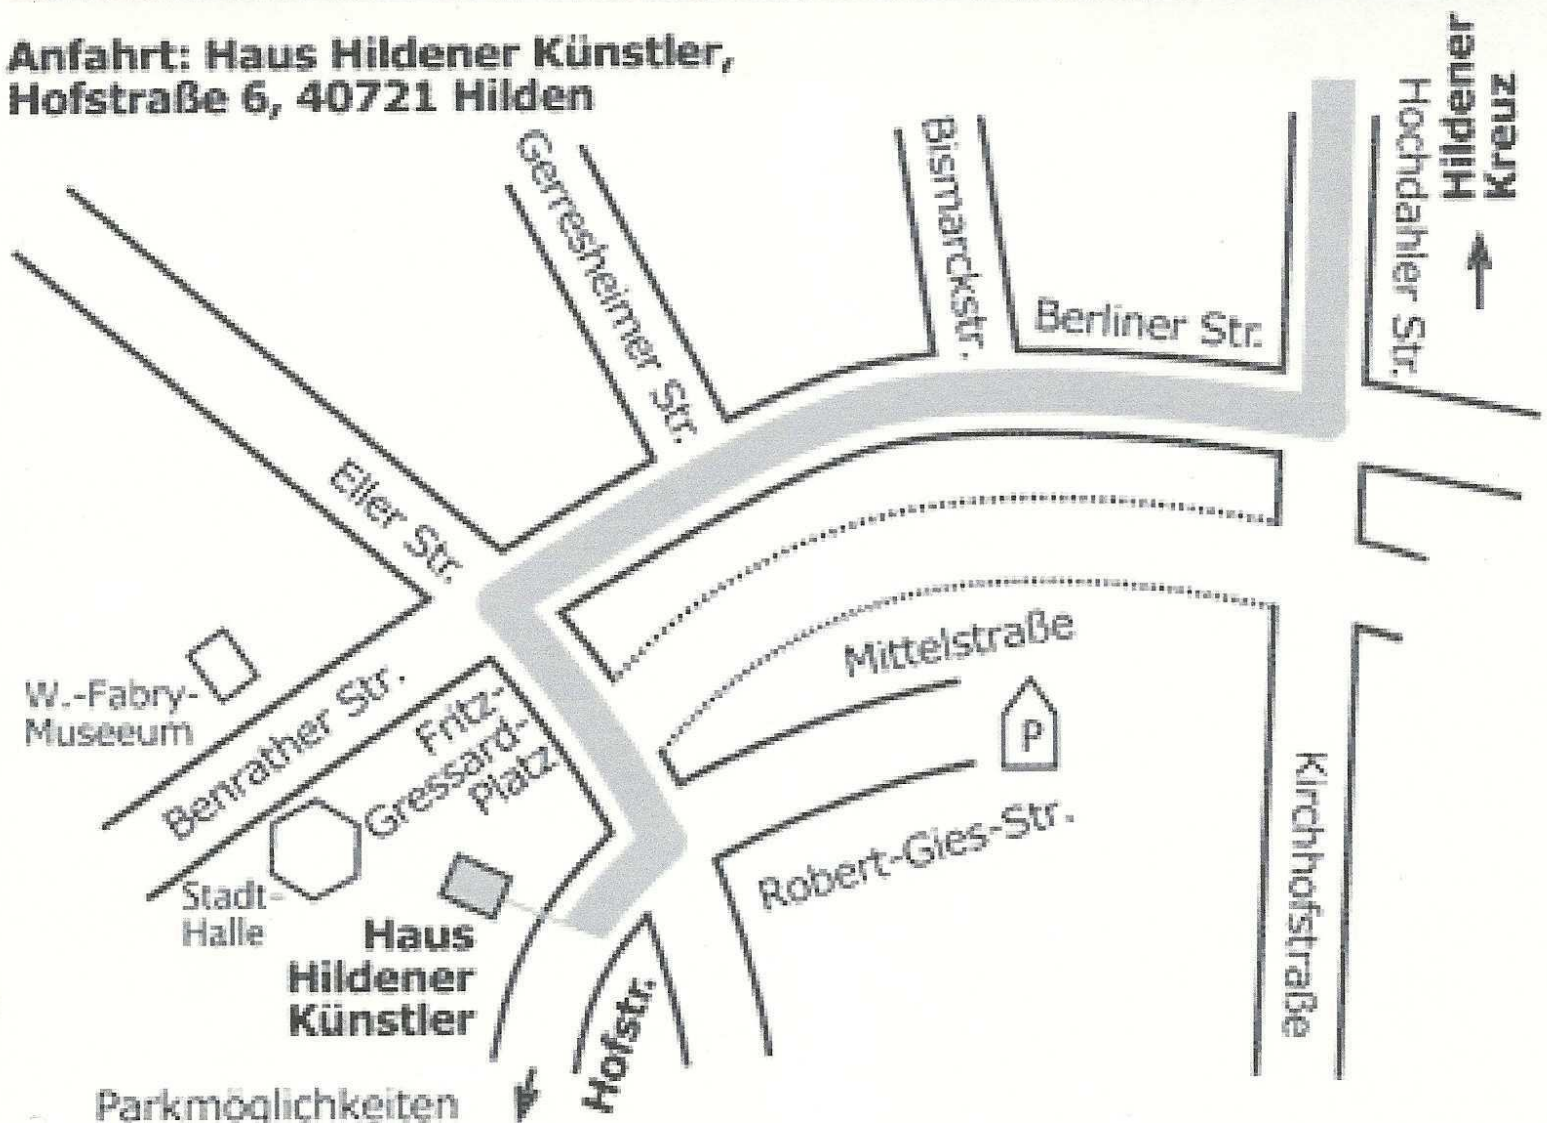 Anfahrt: Haus Hildener Künstler,
Hofstraße 6, 40721 Hilden
Hildener
Kreuz
Hochdahler Str.
Gerresheimer Str.
Bismarckstr.
Berliner Str.
Eller Str.
Mittelstraße
W.-Fabry-
Museeum
Benrather Str.
Fritz-
Gressard-
Platz
P
Robert-Gies-Str.
Kirchhofstraße
Stadt-
Halle
Haus
Hildener
Künstler
Hofstr.
Parkmöglichkeiten